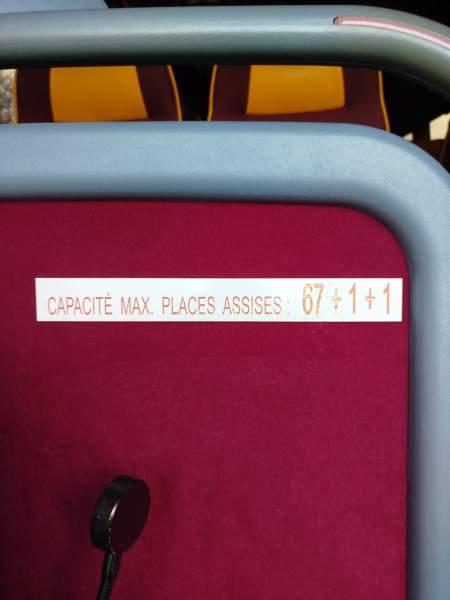 CAPACITÉ MAX. PLACES ASSISES: 67+1+1